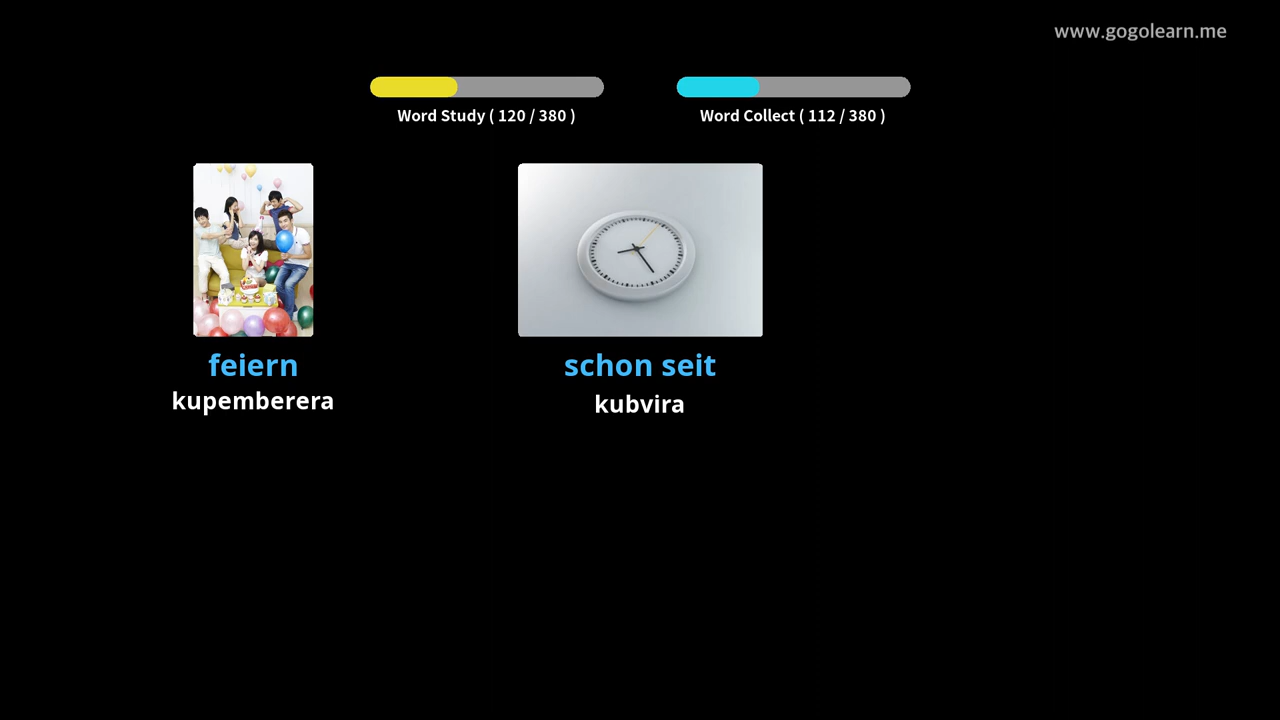 www.gogolearn.me
Word Study ( 120 / 380 )
Word Collect ( 112 / 380 )
feiern
kupemberera
schon seit
kubvira